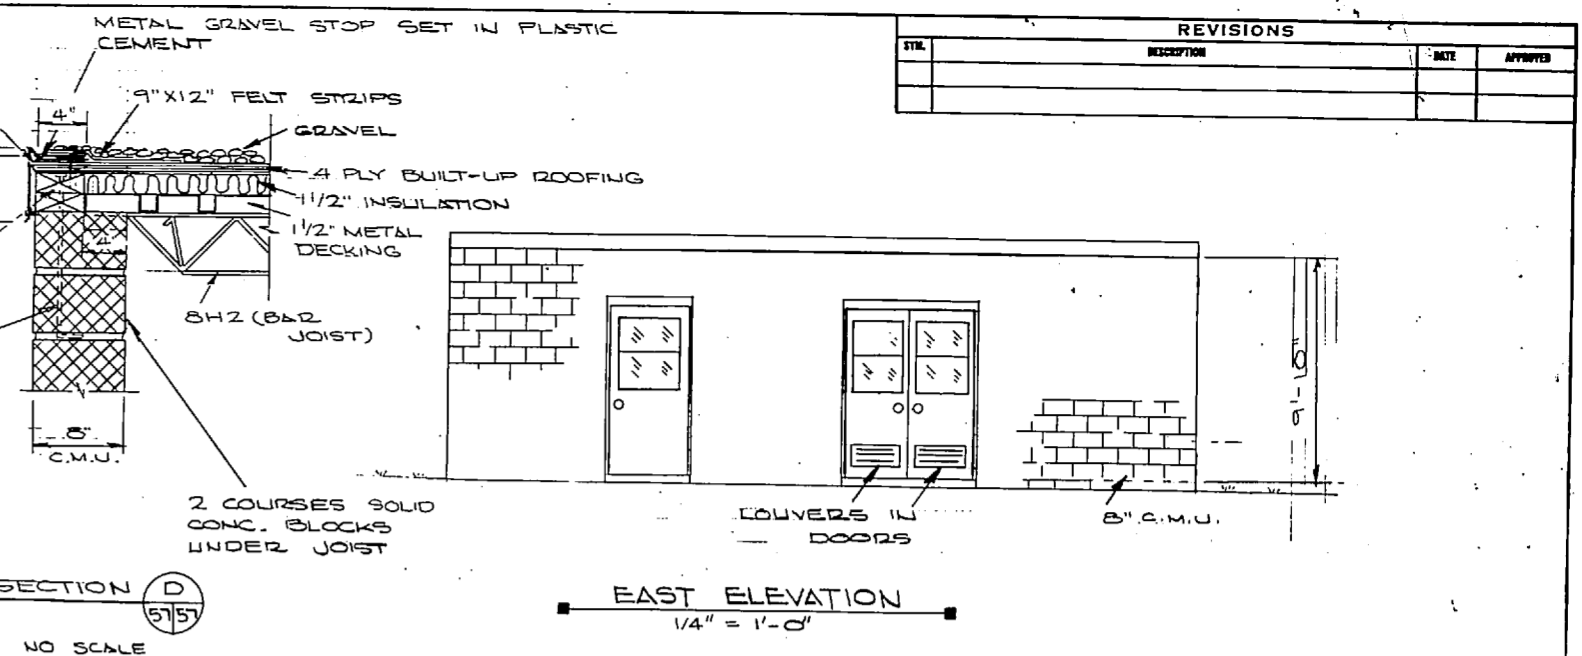 METAL GRAVEL STOP SET IN PLASTIC
CEMENT
9"X12" FELT STRIPS
4"
GRAVEL
4 PLY BUILT-UP ROOFING
1 1/2" INSULATION
1 1/2" METAL
DECKING
4"
8H2 (BAR
JOIST)
8"
C.M.U.
2 COURSES SOLID
CONC. BLOCKS
UNDER JOIST
SECTION D
57 57
NO SCALE
REVISIONS
SYM. DESCRIPTION DATE APPROVED
9'-10"
LOUVERS IN
DOORS
8" C.M.U.
EAST ELEVATION
1/4" = 1'-0"